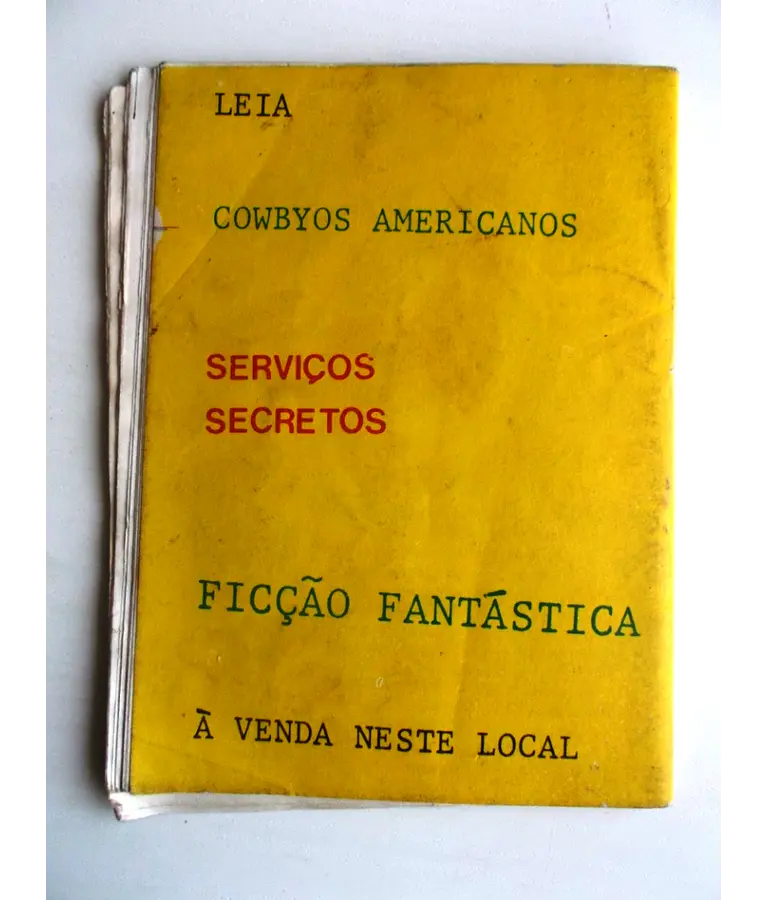 LEIA
COWBYOS AMERICANOS
SERVIÇOS
SECRETOS
FICÇÃO FANTÁSTICA
À VENDA NESTE LOCAL